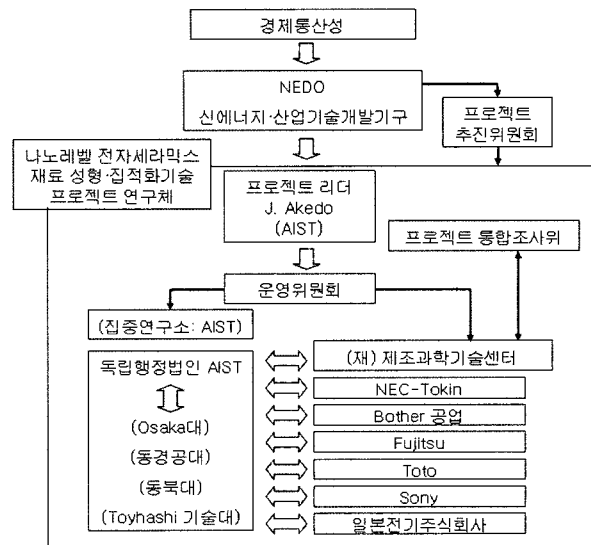 경제통산성
NEDO
신에너지·산업기술개발기구
프로젝트
추진위원회
나노레벨 전자세라믹스
재료 성형·집적화기술
프로젝트 연구체
프로젝트 리더
J. Akedo
(AIST)
프로젝트 통합조사위
운영위원회
(집중연구소: AIST)
독립행정법인 AIST
(Osaka대)
(동경공대)
(동북대)
(Toyhashi 기술대)
(재) 제조과학기술센터
NEC-Tokin
Bother 공업
Fujitsu
Toto
Sony
일본전기주식회사